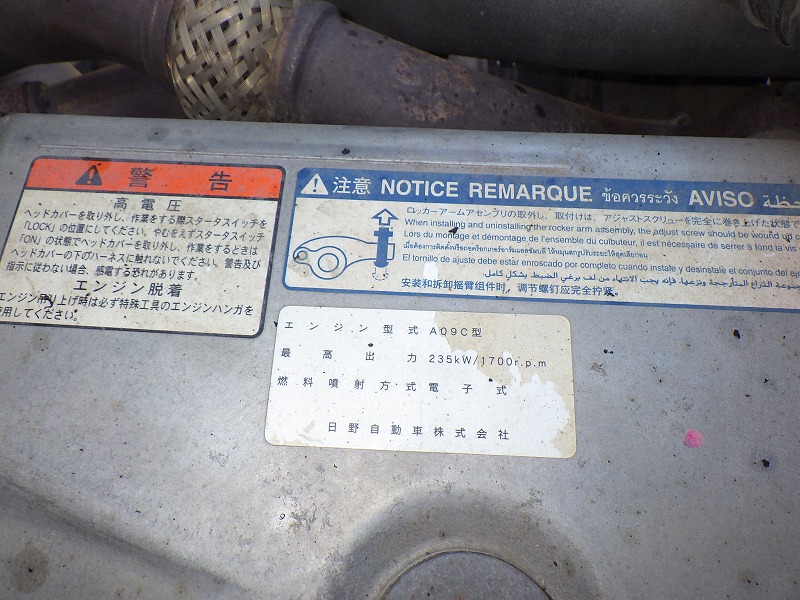 警告
高電圧
ヘッドカバーを取り外し、作業をする際スタータスイッチを
「LOCK」の位置にしてください。やむをえずスタータスイッチ
「ON」の状態でヘッドカバーを取り外し、作業をするときは
ヘッドカバーの下のハーネスに触れないでください。警告及び
指示に従わない場合、感電する恐れがあります。
エンジン脱着
エンジン吊り上げ時は必ず特殊工具のエンジンハンガを
使用してください。
注意 NOTICE REMARQUE ข้อควรระวัง AVISO
ロッカーアームアセンブリの取外し、取付けは、アジャストスクリューを完全に巻き上げた状態で
When installing and uninstalling the rocker arm assembly, the adjust screw should be wound up
Lors du montage et démontage de l'ensemble du culbuteur, il est nécessaire de serrer à fond la vis
El tornillo de ajuste debe estar enroscado por completo cuando instale y desinstale el conjunto del
安装和拆卸摇臂组件时，调节螺钉应完全拧紧。
エンジン型式 A09C型
最高出力 235kW/1700r.p.m
燃料噴射方式 電子式
日野自動車株式会社